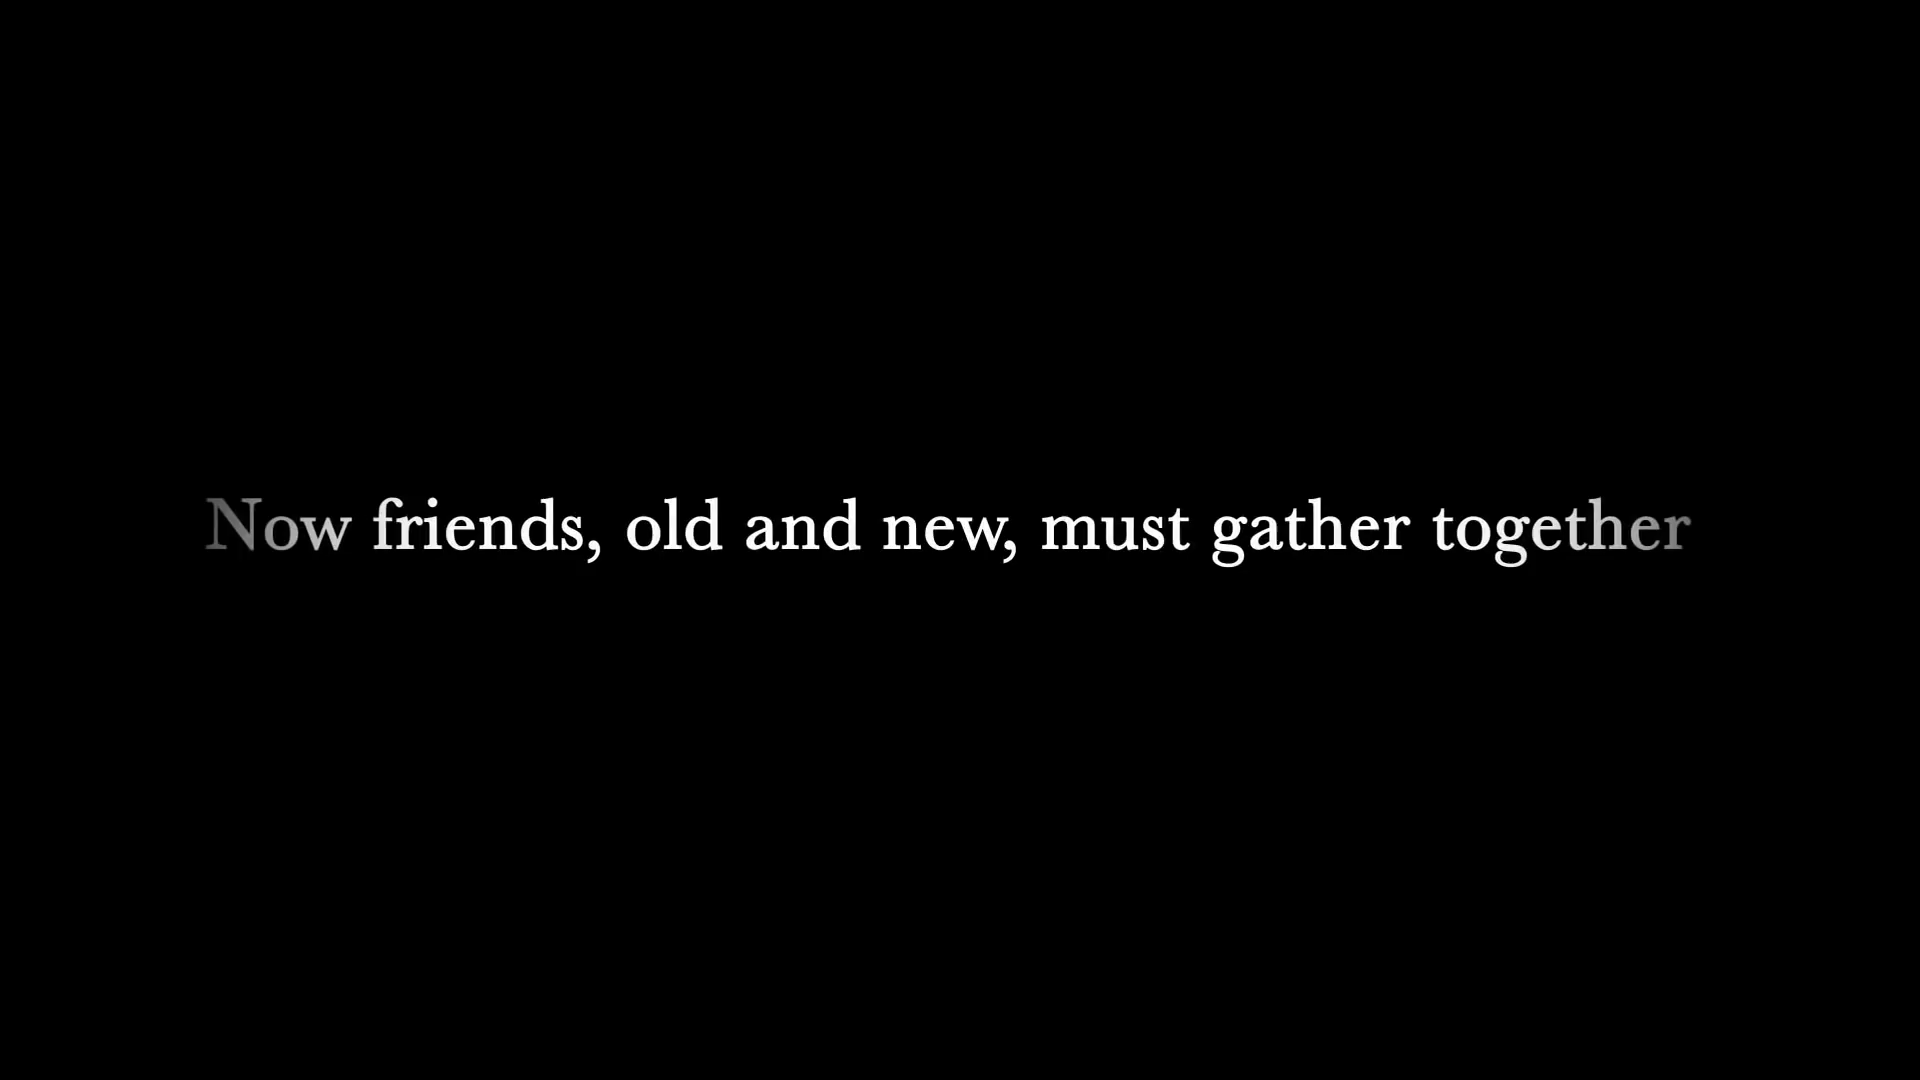 Now friends, old and new, must gather together